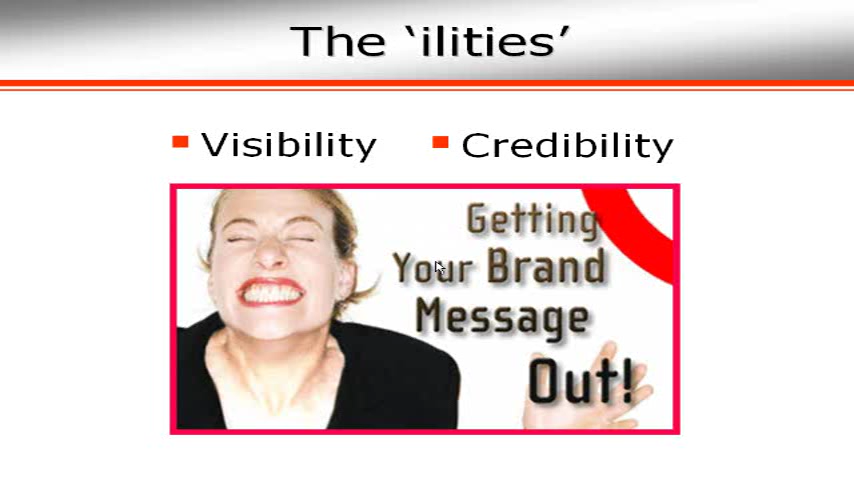 The ‘ilities’
Visibility
Credibility
Getting
Your Brand
Message
Out!